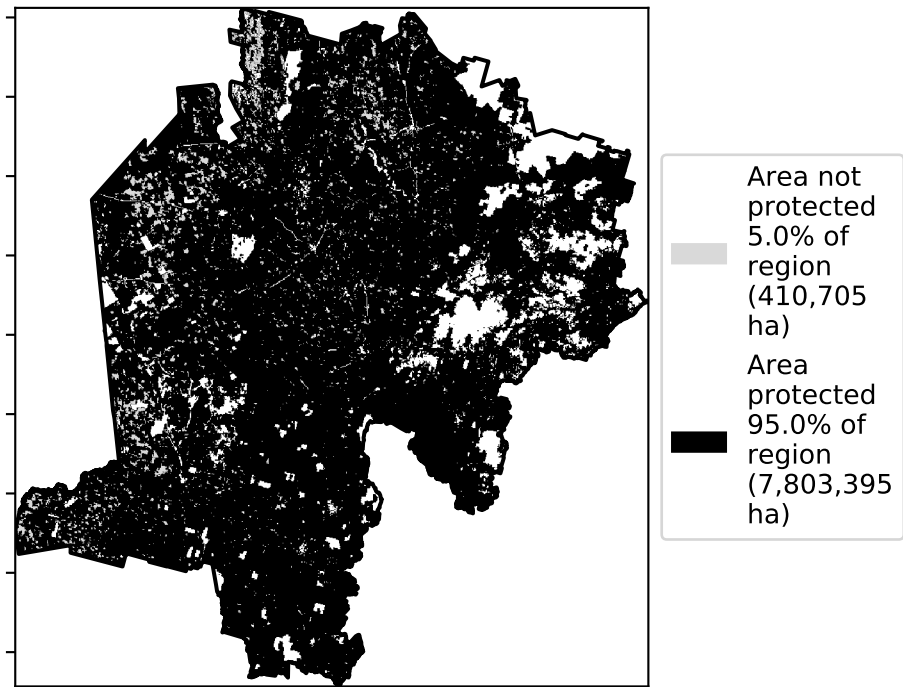 Area not
protected
5.0% of
region
(410,705
ha)
Area
protected
95.0% of
region
(7,803,395
ha)